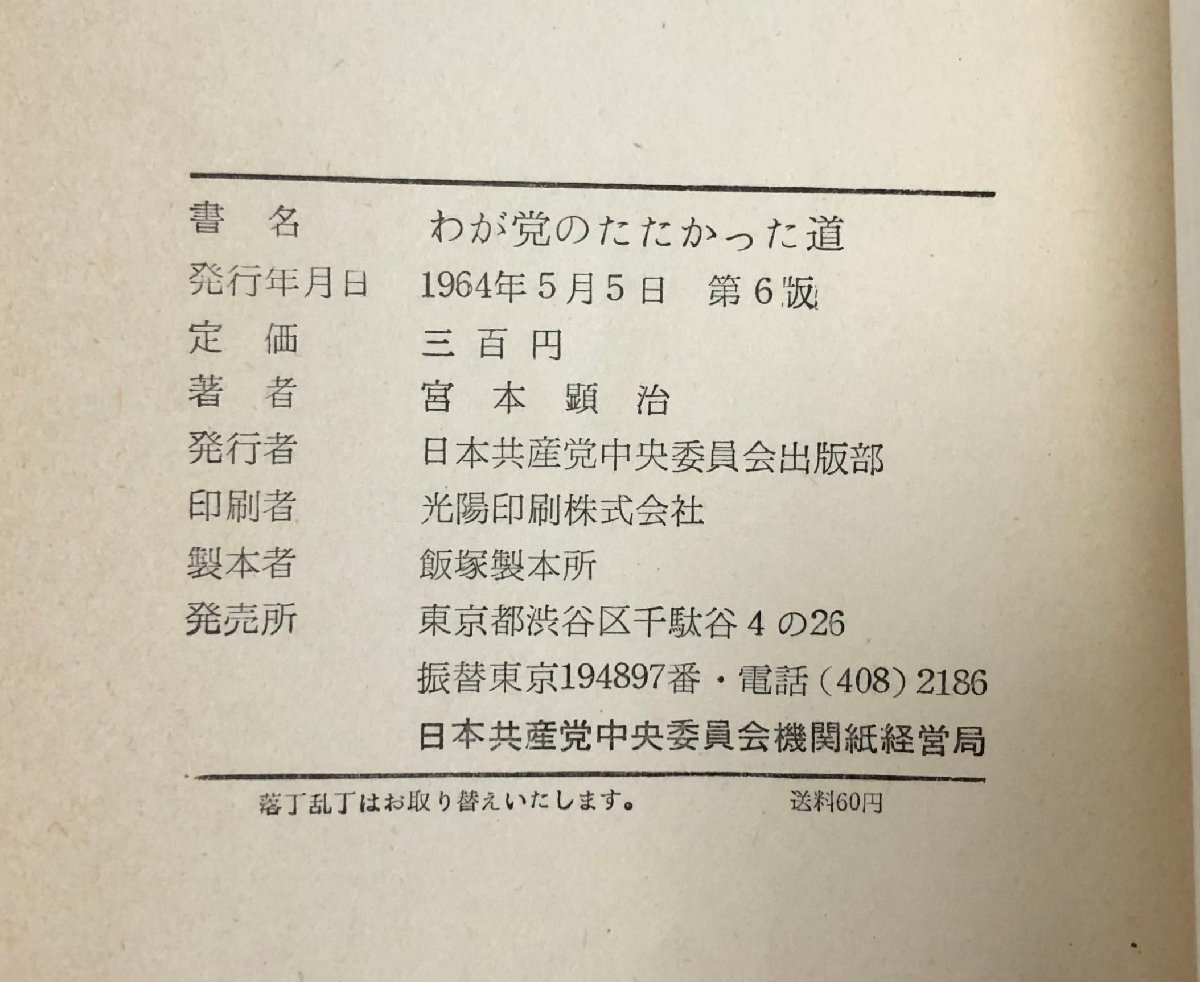 書名 わが党のたたかった道
発行年月日 1964年5月5日 第6版
定価 三百円
著者 宮本顕治
発行者 日本共産党中央委員会出版部
印刷者 光陽印刷株式会社
製本者 飯塚製本所
発売所 東京都渋谷区千駄谷4の26
振替東京194897番・電話(408)2186
日本共産党中央委員会機関紙経営局
落丁乱丁はお取り替えいたします。 送料60円